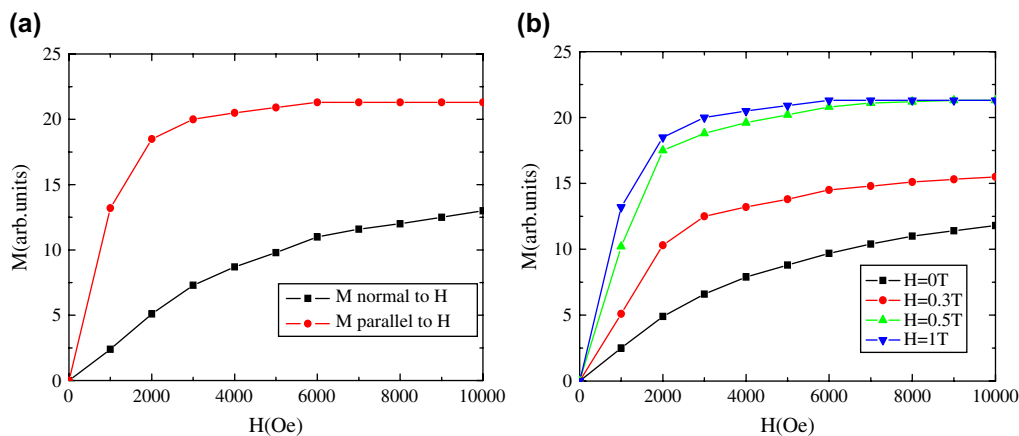 (a)
25
20
15
10
5
0
M(arb.units)
0 2000 4000 6000 8000 10000
H(Oe)
M normal to H
M parallel to H
(b)
25
20
15
10
5
0
M(arb.units)
0 2000 4000 6000 8000 10000
H(Oe)
H=0T
H=0.3T
H=0.5T
H=1T